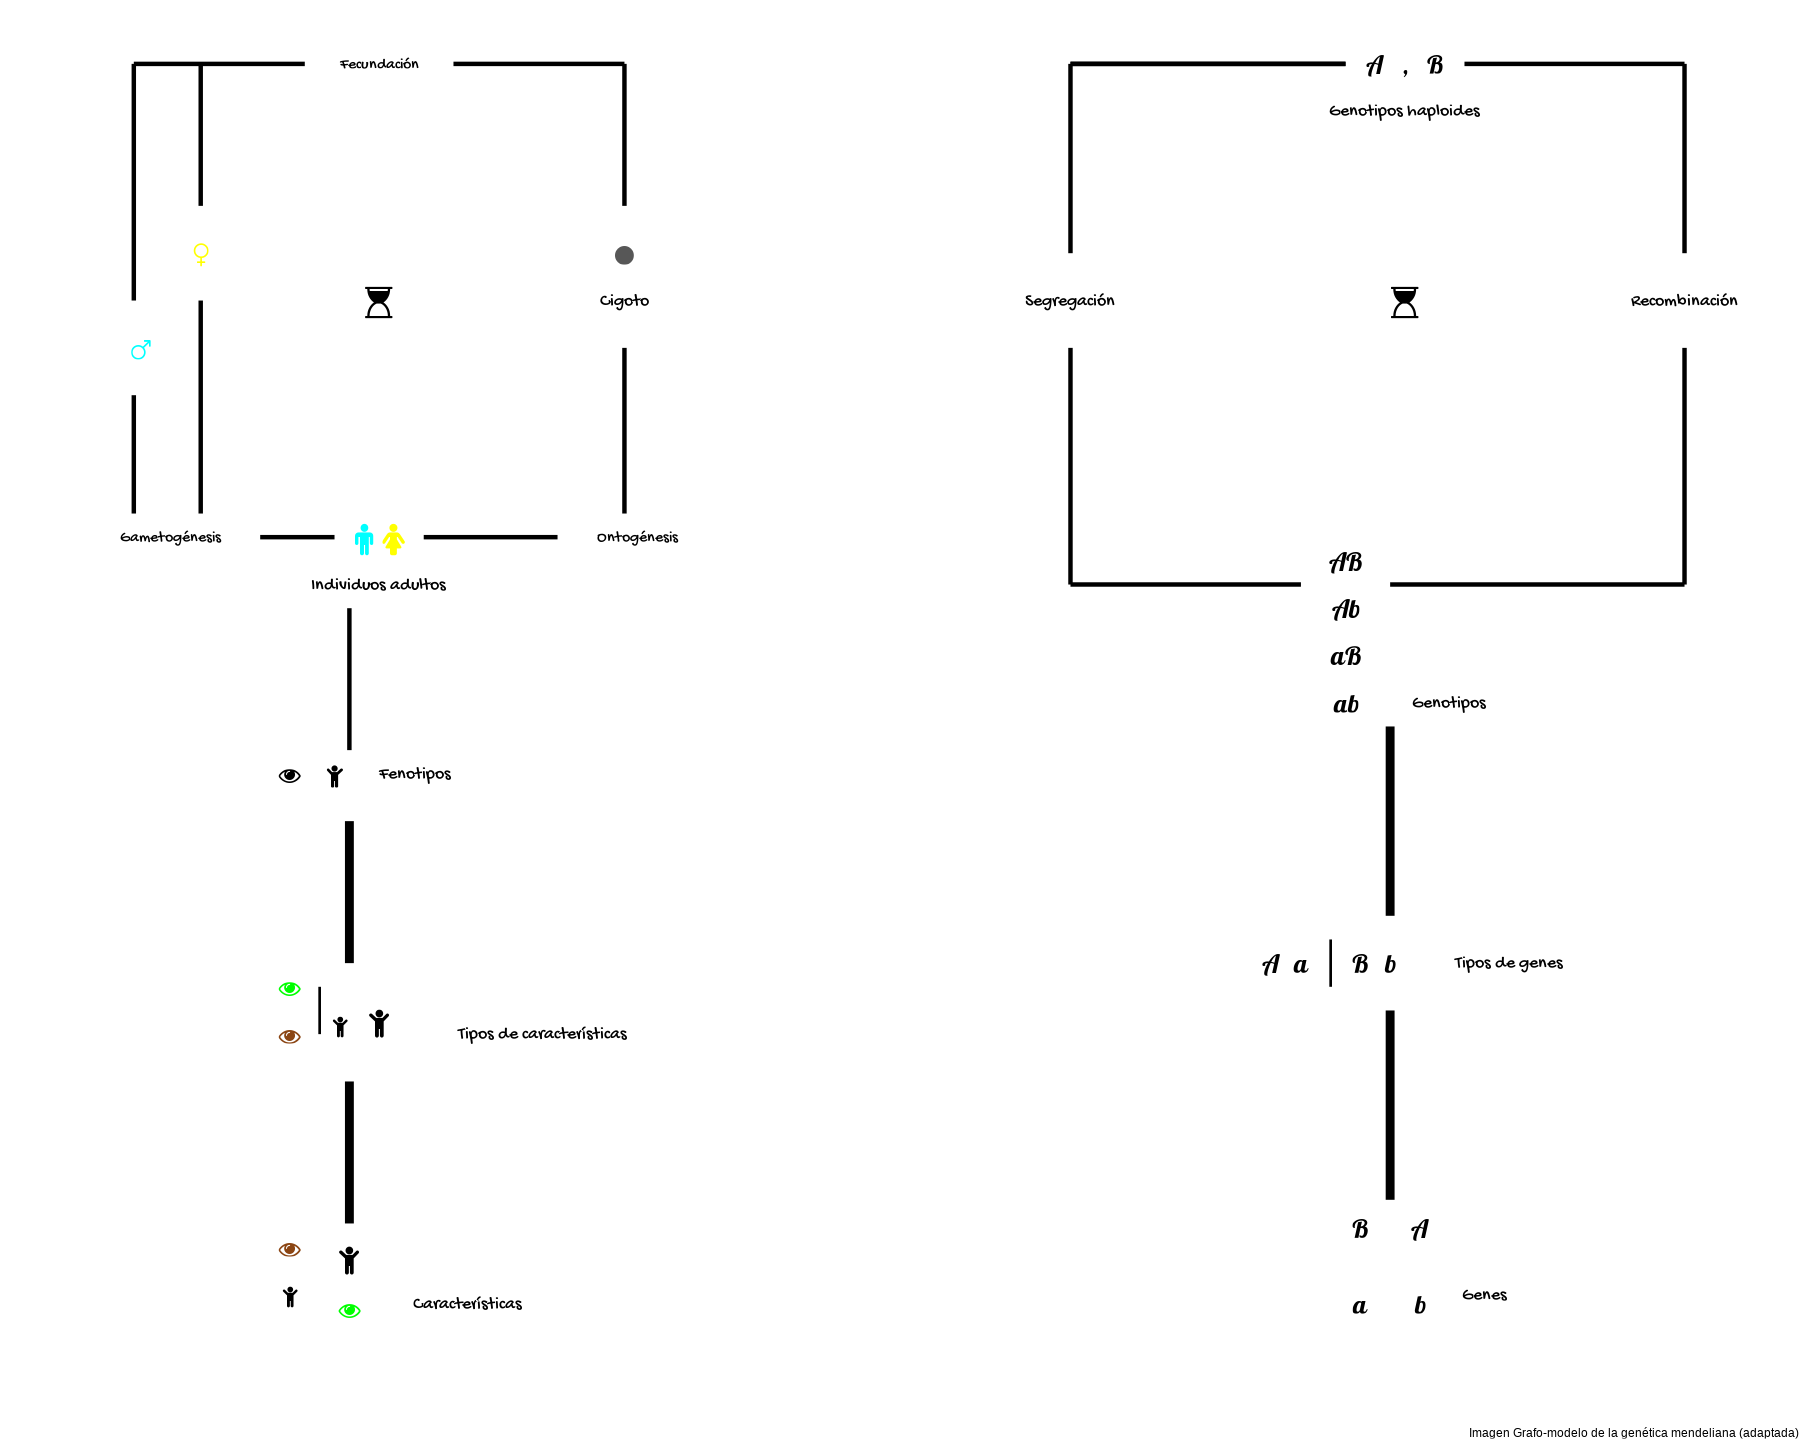 Fecundación
Cigoto
Gametogénesis
Ontogénesis
Individuos adultos
Fenotipos
Tipos de características
Características
A , B
Genotipos haploides
Segregación
Recombinación
AB
Ab
aB
ab
Genotipos
A a | B b
Tipos de genes
B A
a b
Genes
Imagen Grafo-modelo de la genética mendeliana (adaptada)